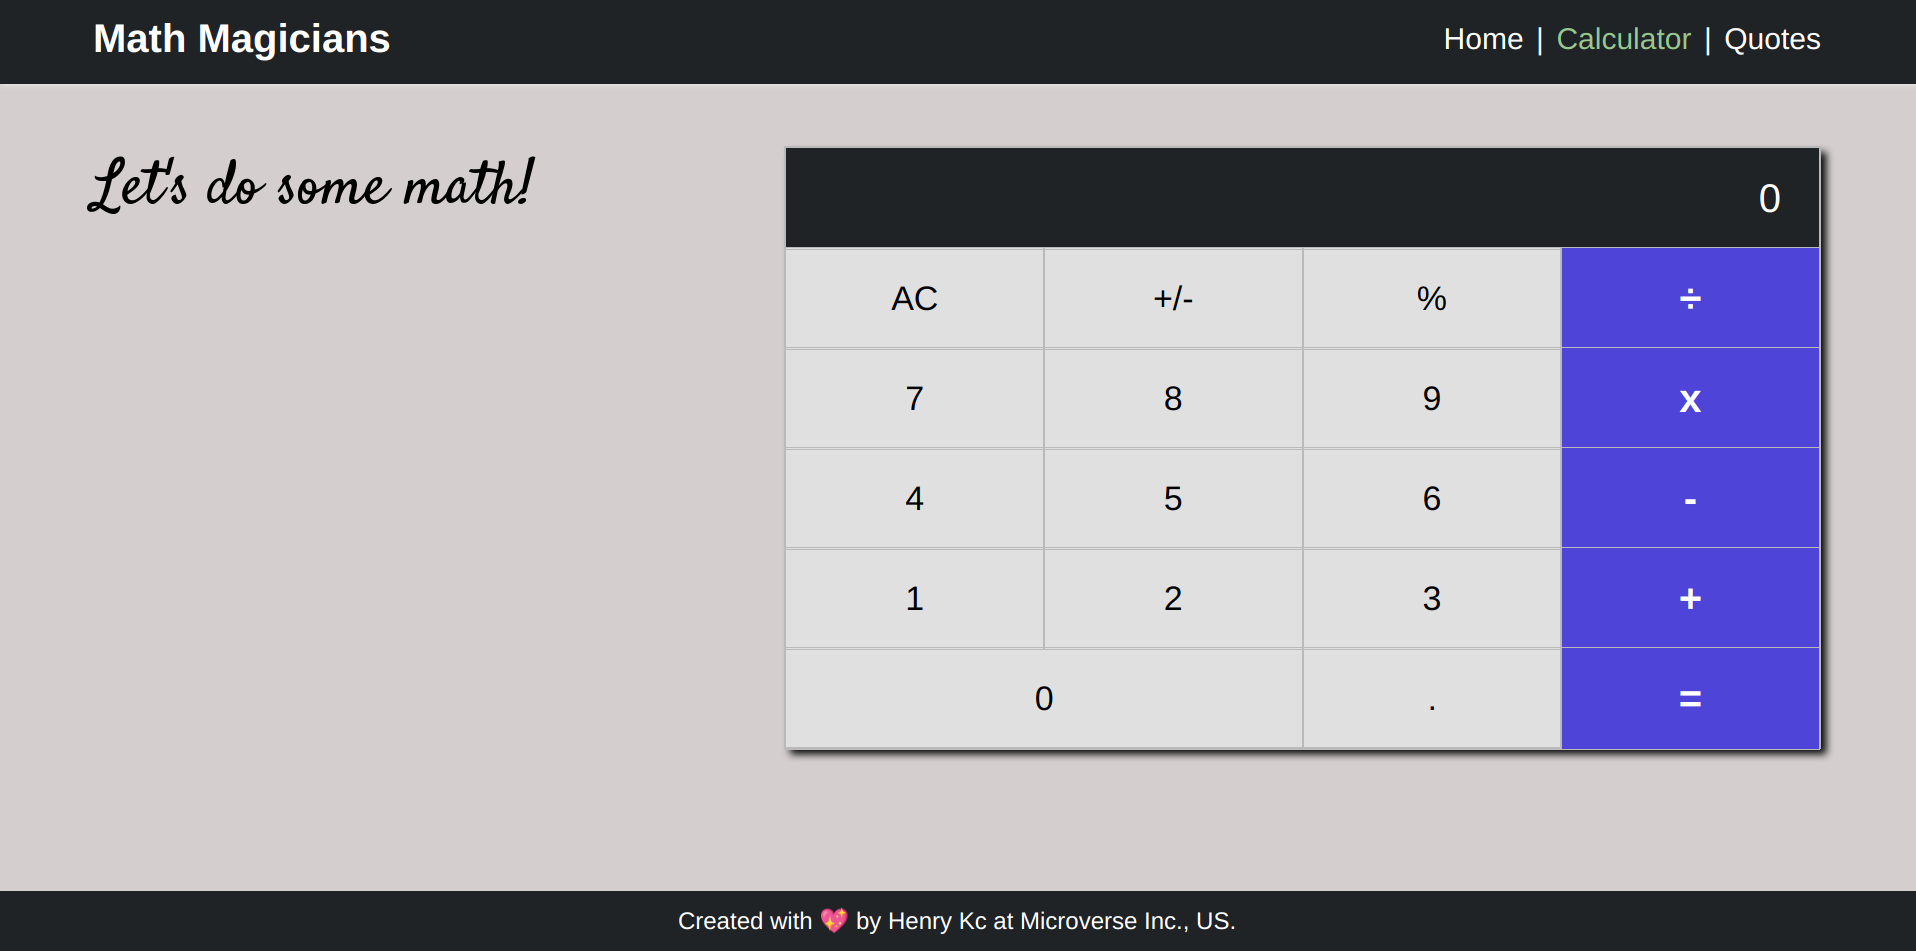 Math Magicians
Home | Calculator | Quotes
Let's do some math!
0
AC +/- % ÷
7 8 9 x
4 5 6 -
1 2 3 +
0 . =
Created with 💖 by Henry Kc at Microverse Inc., US.